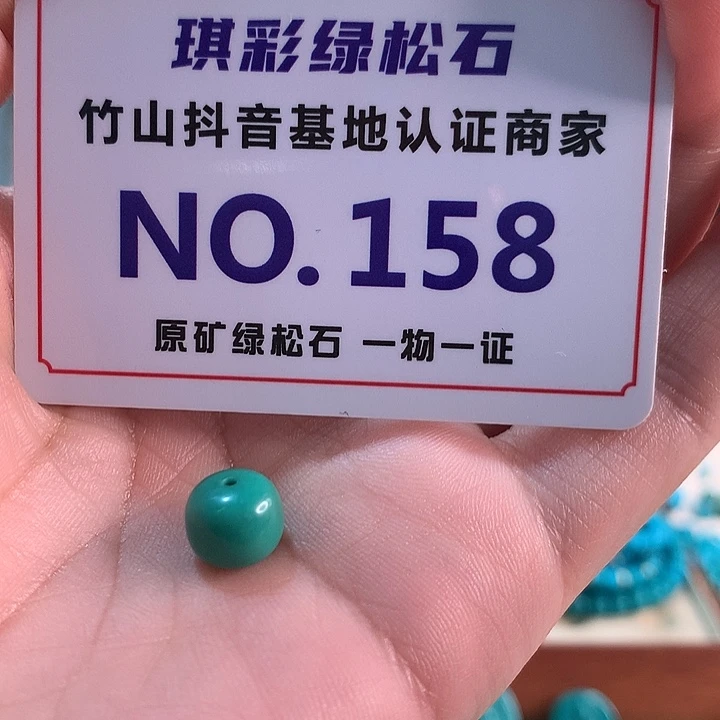 琪彩绿松石
竹山抖音基地认证商家
NO.158
原矿绿松石 一物一证